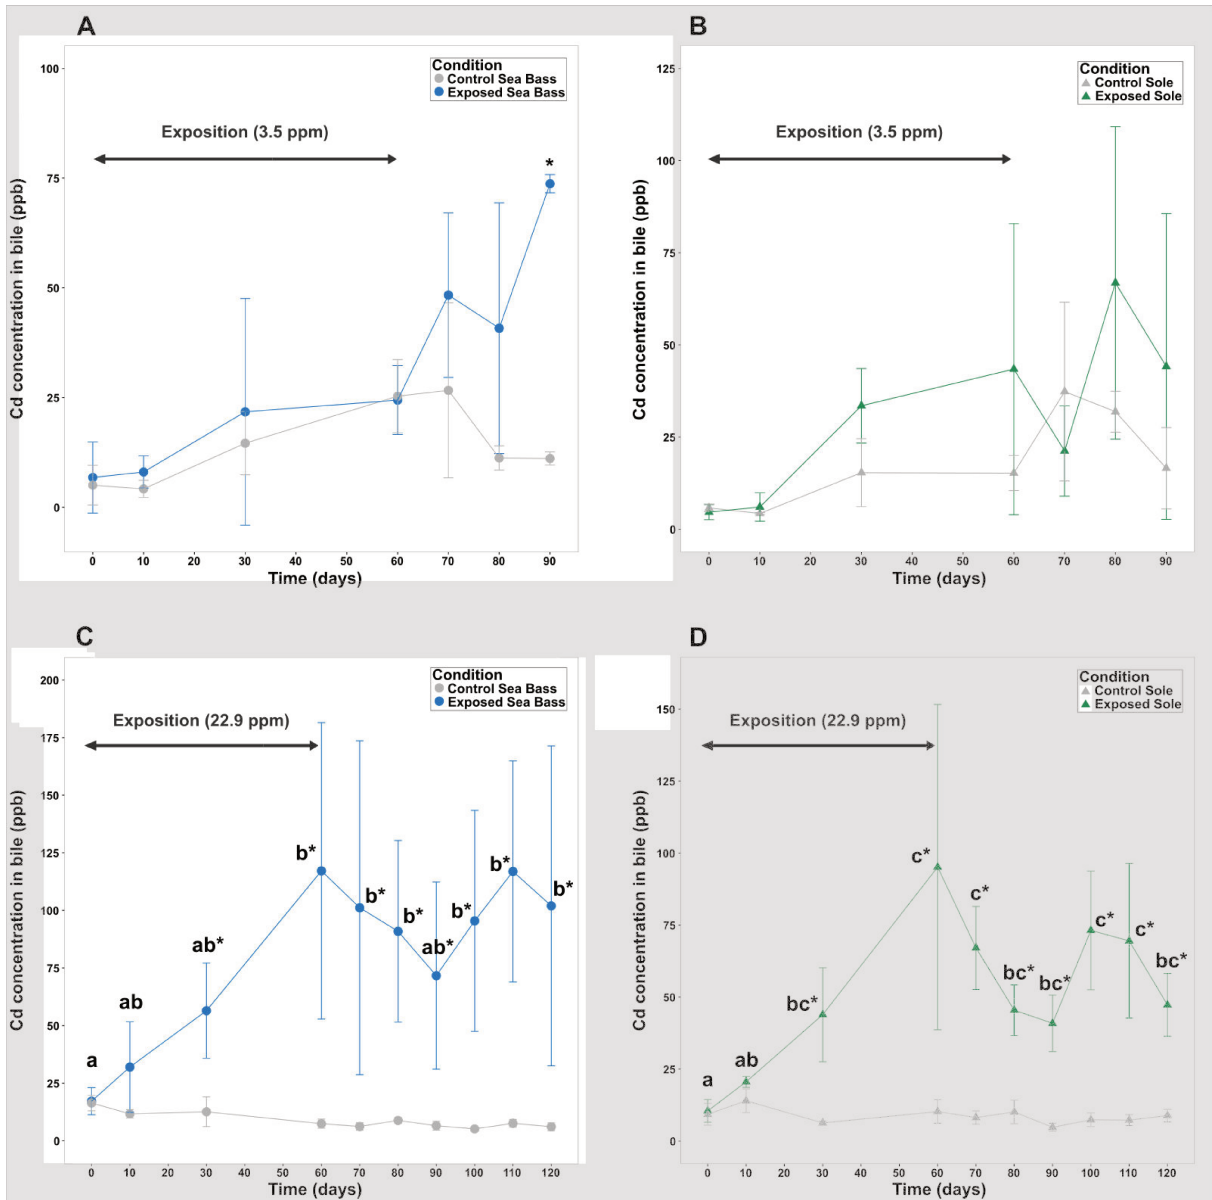 A
Condition
Control Sea Bass
Exposed Sea Bass
Exposition (3.5 ppm)
*
Cd concentration in bile (ppb)
100
75
50
25
0
0 10 20 30 40 50 60 70 80 90
Time (days)
B
Condition
Control Sole
Exposed Sole
Exposition (3.5 ppm)
Cd concentration in bile (ppb)
125
100
75
50
25
0
0 10 20 30 40 50 60 70 80 90
Time (days)
C
Condition
Control Sea Bass
Exposed Sea Bass
Exposition (22.9 ppm)
Cd concentration in bile (ppb)
200
175
150
125
100
75
50
25
0
a
ab
ab*
b*
b*
b*
ab*
b*
b*
b*
0 10 20 30 40 50 60 70 80 90 100 110 120
Time (days)
D
Condition
Control Sole
Exposed Sole
Exposition (22.9 ppm)
Cd concentration in bile (ppb)
150
125
100
75
50
25
0
a
ab
bc*
c*
c*
bc*
bc*
c*
c*
bc*
0 10 20 30 40 50 60 70 80 90 100 110 120
Time (days)